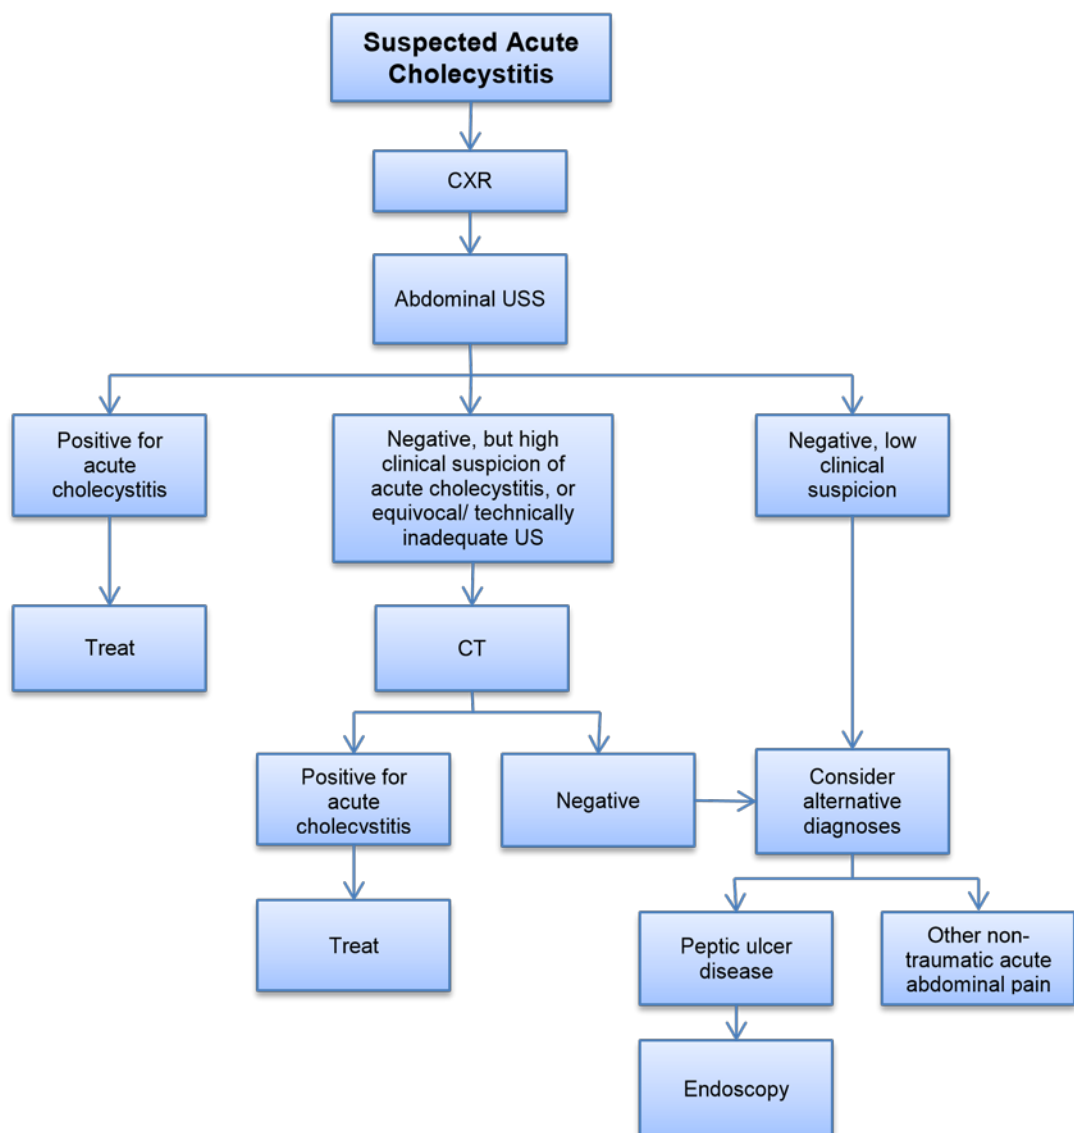 Suspected Acute
Cholecystitis
CXR
Abdominal USS
Positive for
acute
cholecystitis
Negative, but high
clinical suspicion of
acute cholecystitis, or
equivocal/ technically
inadequate US
Negative, low
clinical
suspicion
Treat
CT
Positive for
acute
cholecvstitis
Negative
Consider
alternative
diagnoses
Treat
Peptic ulcer
disease
Other non-
traumatic acute
abdominal pain
Endoscopy